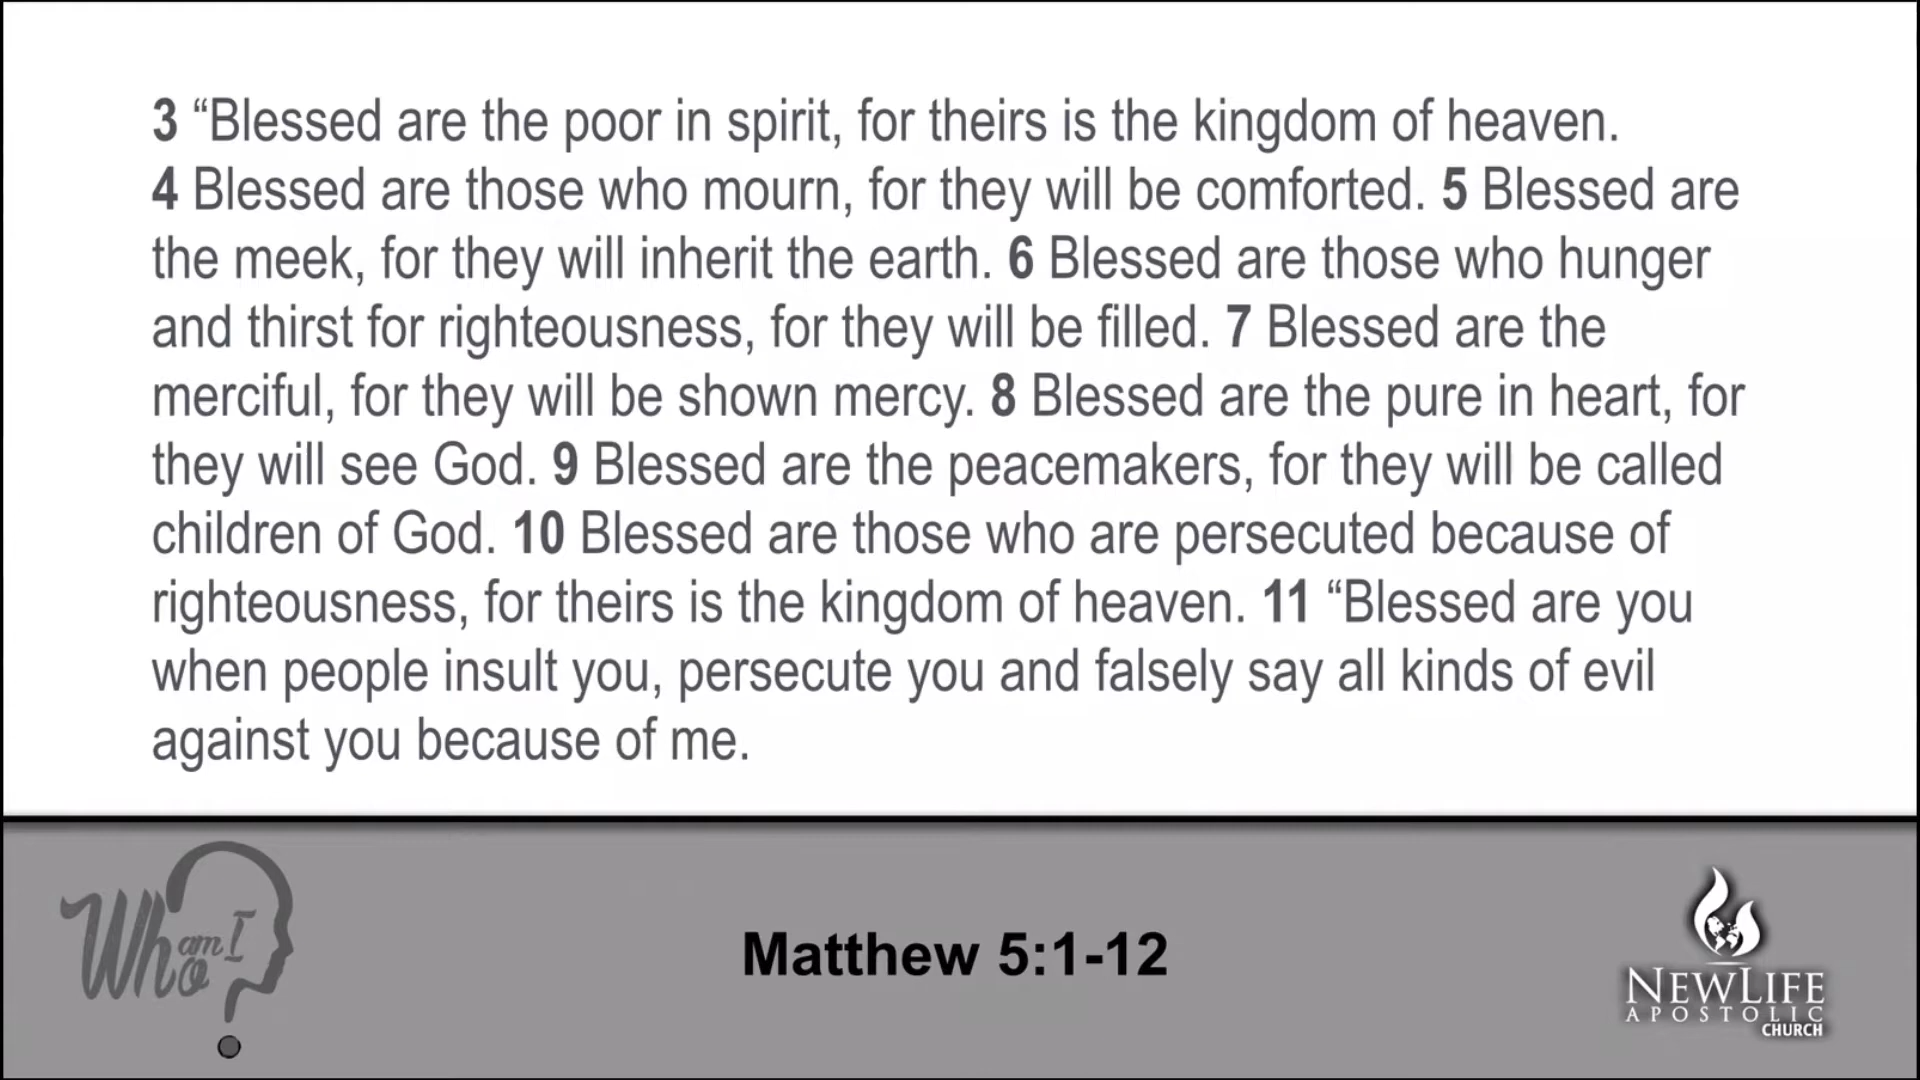 3 “Blessed are the poor in spirit, for theirs is the kingdom of heaven.
4 Blessed are those who mourn, for they will be comforted. 5 Blessed are
the meek, for they will inherit the earth. 6 Blessed are those who hunger
and thirst for righteousness, for they will be filled. 7 Blessed are the
merciful, for they will be shown mercy. 8 Blessed are the pure in heart, for
they will see God. 9 Blessed are the peacemakers, for they will be called
children of God. 10 Blessed are those who are persecuted because of
righteousness, for theirs is the kingdom of heaven. 11 “Blessed are you
when people insult you, persecute you and falsely say all kinds of evil
against you because of me.
Who am I
Matthew 5:1-12
NEWLIFE
APOSTOLIC
CHURCH